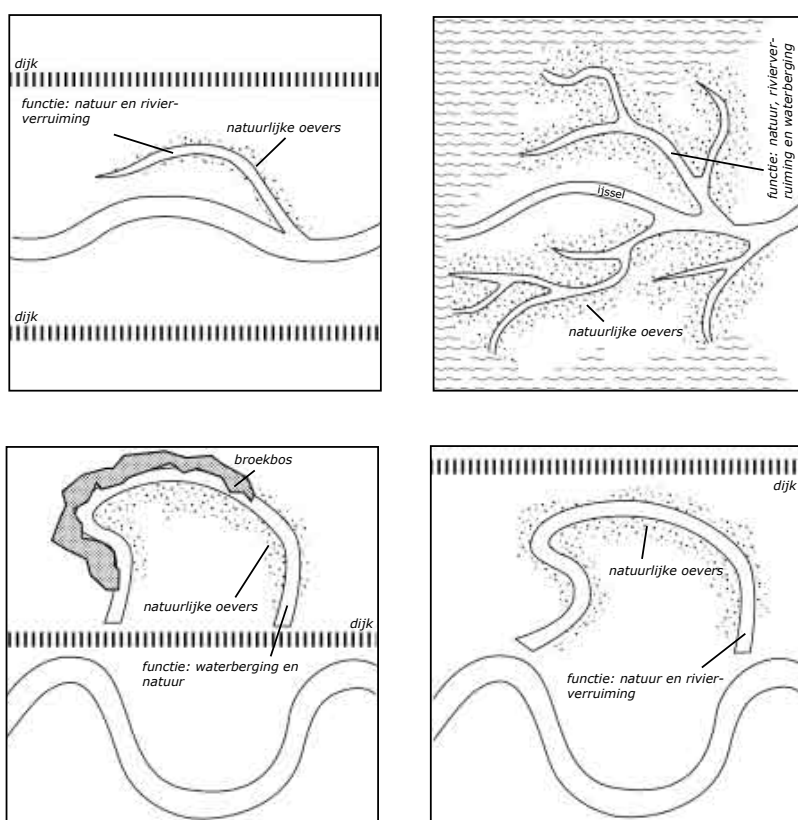 dijk
functie: natuur en rivier-
verruiming
natuurlijke oevers
dijk
functie: natuur, rivierver-
ruiming en waterberging
ijssel
natuurlijke oevers
broekbos
natuurlijke oevers
dijk
functie: waterberging en
natuur
dijk
natuurlijke oevers
functie: natuur en rivier-
verruiming